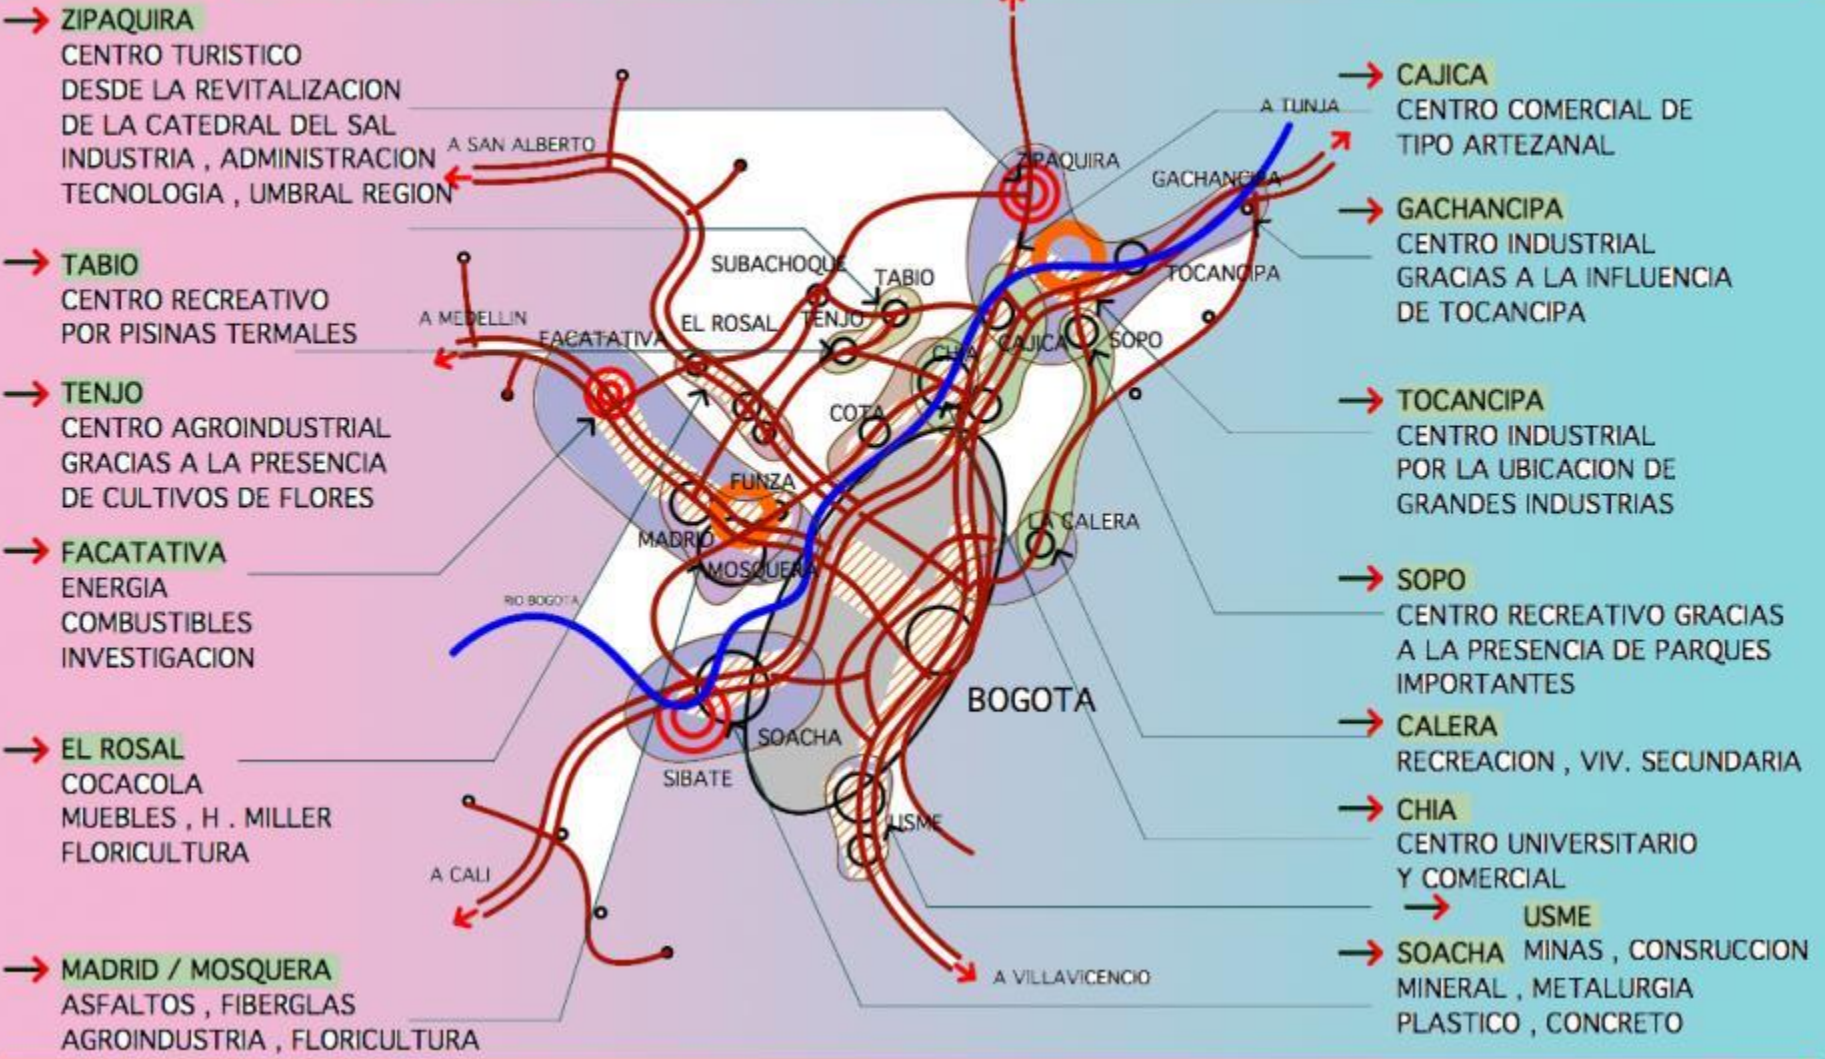 ZIPAQUIRA
CENTRO TURISTICO
DESDE LA REVITALIZACION
DE LA CATEDRAL DEL SAL
INDUSTRIA , ADMINISTRACION
TECNOLOGIA , UMBRAL REGION
TABIO
CENTRO RECREATIVO
POR PISINAS TERMALES
TENJO
CENTRO AGROINDUSTRIAL
GRACIAS A LA PRESENCIA
DE CULTIVOS DE FLORES
FACATATIVA
ENERGIA
COMBUSTIBLES
INVESTIGACION
EL ROSAL
COCACOLA
MUEBLES , H . MILLER
FLORICULTURA
MADRID / MOSQUERA
ASFALTOS , FIBERGLAS
AGROINDUSTRIA , FLORICULTURA
A TUNJA
A SAN ALBERTO
ZIPAQUIRA
GACHANCIPA
SUBACHOQUE
TABIO
TOCANCIPA
A MEDELLIN
FACATATIVA
EL ROSAL
TENJO
CHIA
CAJICA
SOPO
COTA
FUNZA
MADRID
MOSQUERA
LA CALERA
RIO BOGOTA
BOGOTA
SOACHA
SIBATE
USME
A CALI
A VILLAVICENCIO
CAJICA
CENTRO COMERCIAL DE
TIPO ARTEZANAL
GACHANCIPA
CENTRO INDUSTRIAL
GRACIAS A LA INFLUENCIA
DE TOCANCIPA
TOCANCIPA
CENTRO INDUSTRIAL
POR LA UBICACION DE
GRANDES INDUSTRIAS
SOPO
CENTRO RECREATIVO GRACIAS
A LA PRESENCIA DE PARQUES
IMPORTANTES
CALERA
RECREACION , VIV. SECUNDARIA
CHIA
CENTRO UNIVERSITARIO
Y COMERCIAL
USME
MINAS , CONSRUCCION
SOACHA
MINERAL , METALURGIA
PLASTICO , CONCRETO